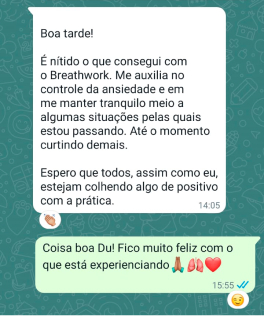 Boa tarde!
É nítido o que consegui com
o Breathwork. Me auxilia no
controle da ansiedade e em
me manter tranquilo meio a
algumas situações pelas quais
estou passando. Até o momento
curtindo demais.
Espero que todos, assim como eu,
estejam colhendo algo de positivo
com a prática.
14:05
Coisa boa Du! Fico muito feliz com o
que está experienciando🙏🏽🫁❤️
15:55